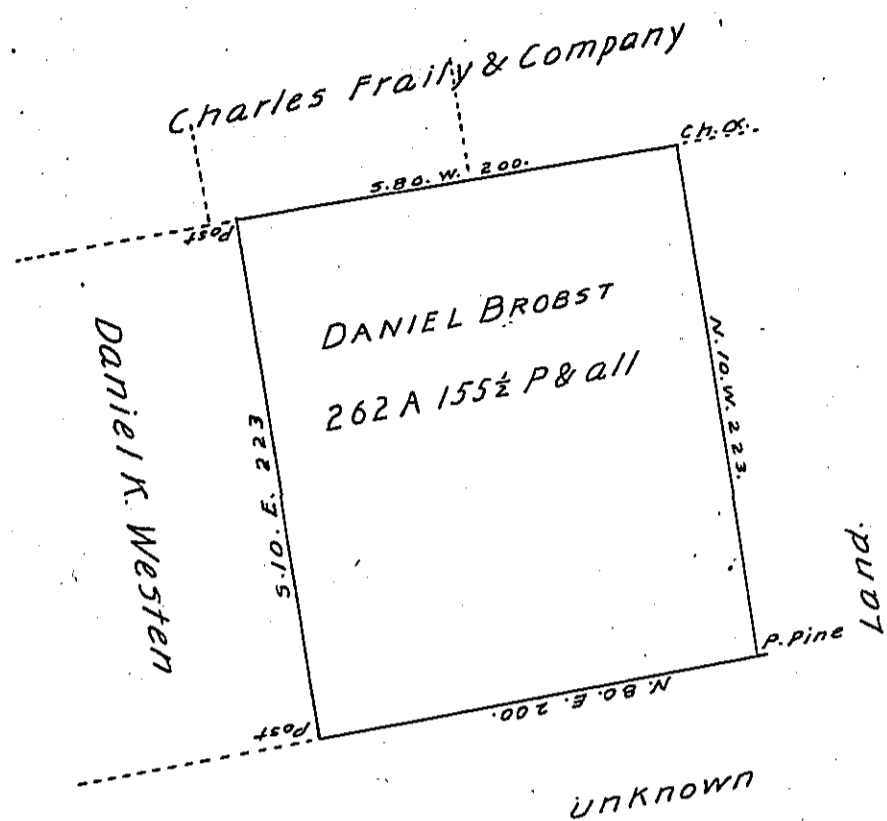 Charles Fraily & Company
Ch. O.
S. 80. W. 200.
Post
DANIEL BROBST
262 A 155½ P & all
Daniel K. Westen
S. 10. E. 223
N. 10. W. 223.
Land.
P. Pine
N. 80. E. 200.
Post
unknown